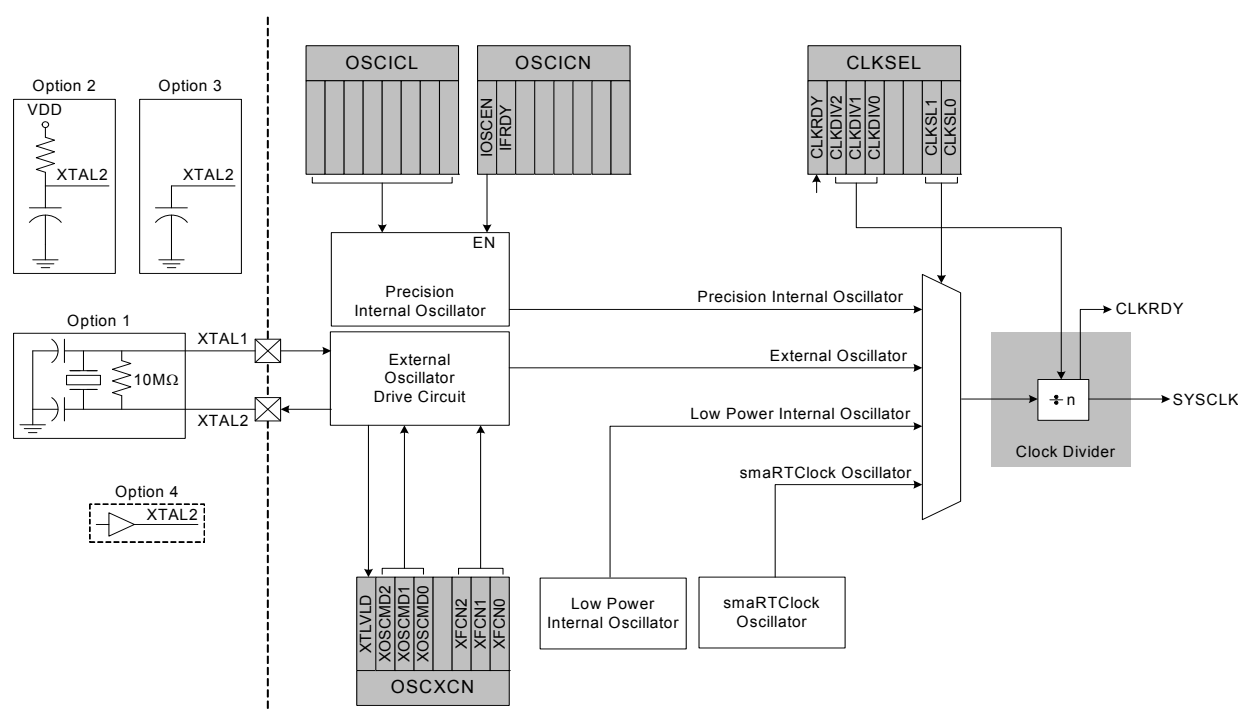 OSCICL
OSCICN
CLKSEL
IOSCEN
IFRDY
CLKRDY
CLKDIV2
CLKDIV1
CLKDIV0
CLKSL1
CLKSL0
Option 2
VDD
XTAL2
Option 3
XTAL2
EN
Precision
Internal Oscillator
Precision Internal Oscillator
CLKRDY
Option 1
XTAL1
10MΩ
XTAL2
External
Oscillator
Drive Circuit
External Oscillator
÷ n
SYSCLK
Clock Divider
Low Power Internal Oscillator
smaRTClock Oscillator
Option 4
XTAL2
XTLVLD
XOSCMD2
XOSCMD1
XOSCMD0
XFCN2
XFCN1
XFCN0
OSCXCN
Low Power
Internal Oscillator
smaRTClock
Oscillator